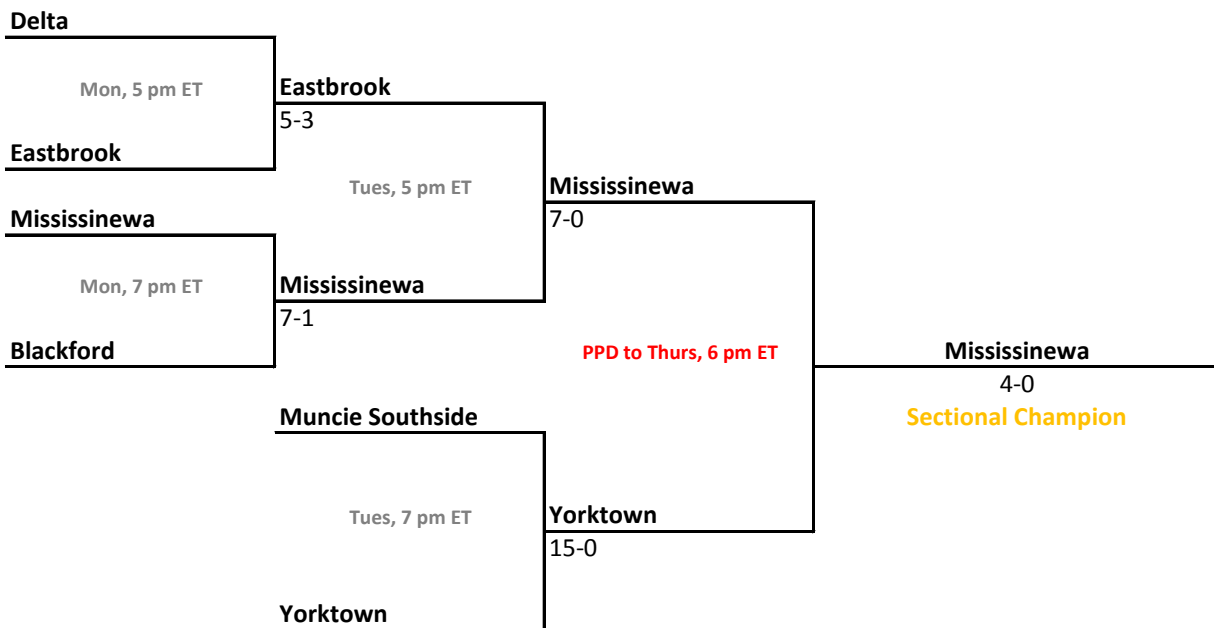 Delta
Mon, 5 pm ET
Eastbrook
5-3
Eastbrook
Tues, 5 pm ET
Mississinewa
7-0
Mississinewa
Mon, 7 pm ET
Mississinewa
7-1
Blackford
PPD to Thurs, 6 pm ET
Mississinewa
4-0
Sectional Champion
Muncie Southside
Tues, 7 pm ET
Yorktown
15-0
Yorktown